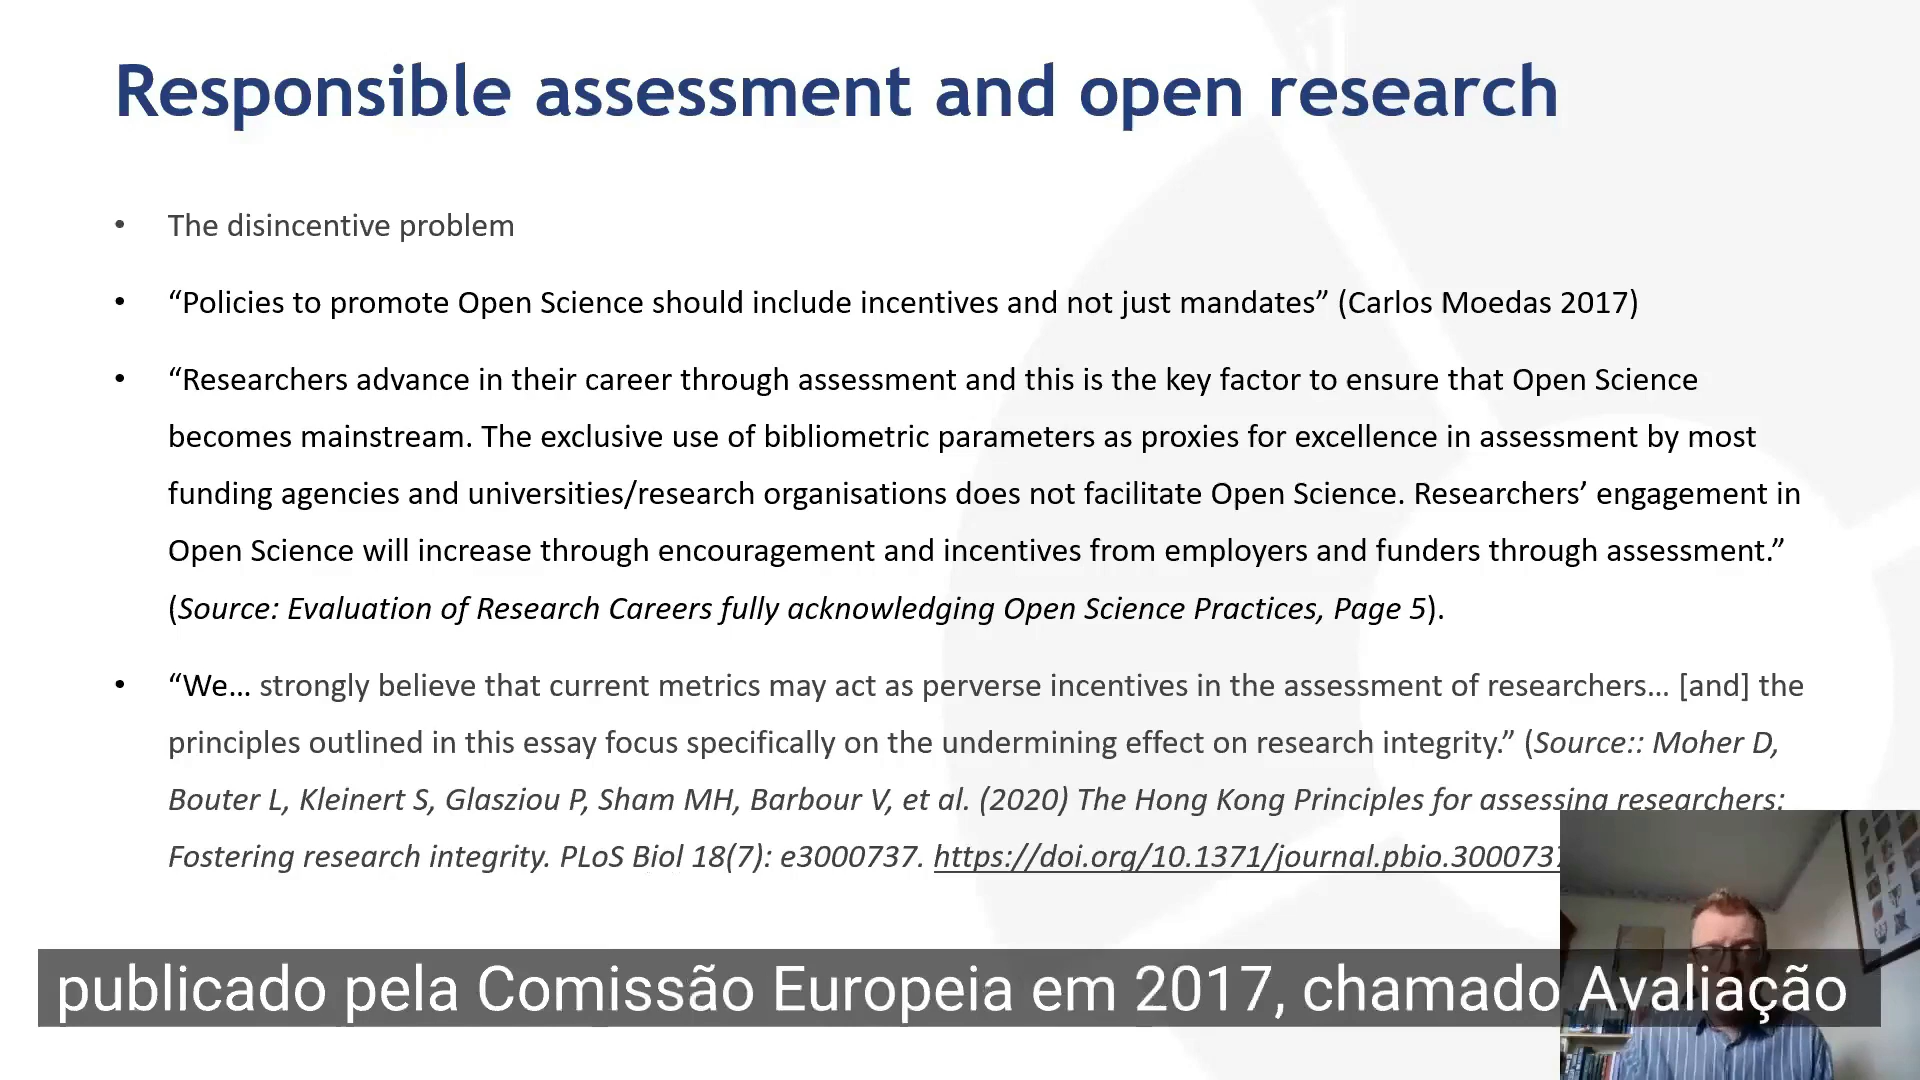 Responsible assessment and open research
• The disincentive problem
• “Policies to promote Open Science should include incentives and not just mandates” (Carlos Moedas 2017)
• “Researchers advance in their career through assessment and this is the key factor to ensure that Open Science
becomes mainstream. The exclusive use of bibliometric parameters as proxies for excellence in assessment by most
funding agencies and universities/research organisations does not facilitate Open Science. Researchers’ engagement in
Open Science will increase through encouragement and incentives from employers and funders through assessment.”
(Source: Evaluation of Research Careers fully acknowledging Open Science Practices, Page 5).
• “We… strongly believe that current metrics may act as perverse incentives in the assessment of researchers… [and] the
principles outlined in this essay focus specifically on the undermining effect on research integrity.” (Source:: Moher D,
Bouter L, Kleinert S, Glasziou P, Sham MH, Barbour V, et al. (2020) The Hong Kong Principles for assessing researchers:
Fostering research integrity. PLoS Biol 18(7): e3000737. https://doi.org/10.1371/journal.pbio.3000737
publicado pela Comissão Europeia em 2017, chamado Avaliação